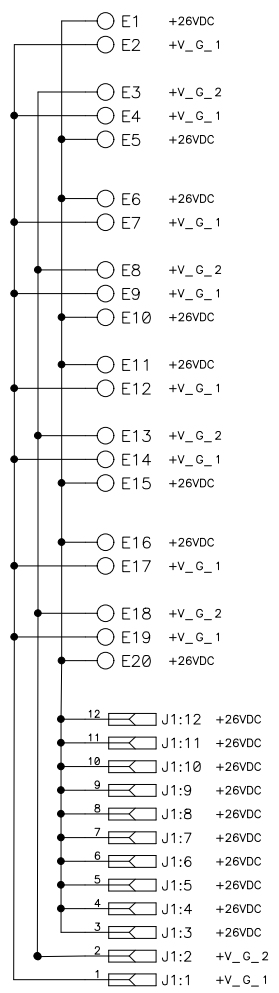 E1 +26VDC
E2 +V_G_1
E3 +V_G_2
E4 +V_G_1
E5 +26VDC
E6 +26VDC
E7 +V_G_1
E8 +V_G_2
E9 +V_G_1
E10 +26VDC
E11 +26VDC
E12 +V_G_1
E13 +V_G_2
E14 +V_G_1
E15 +26VDC
E16 +26VDC
E17 +V_G_1
E18 +V_G_2
E19 +V_G_1
E20 +26VDC
12 J1:12 +26VDC
11 J1:11 +26VDC
10 J1:10 +26VDC
9 J1:9 +26VDC
8 J1:8 +26VDC
7 J1:7 +26VDC
6 J1:6 +26VDC
5 J1:5 +26VDC
4 J1:4 +26VDC
3 J1:3 +26VDC
2 J1:2 +V_G_2
1 J1:1 +V_G_1